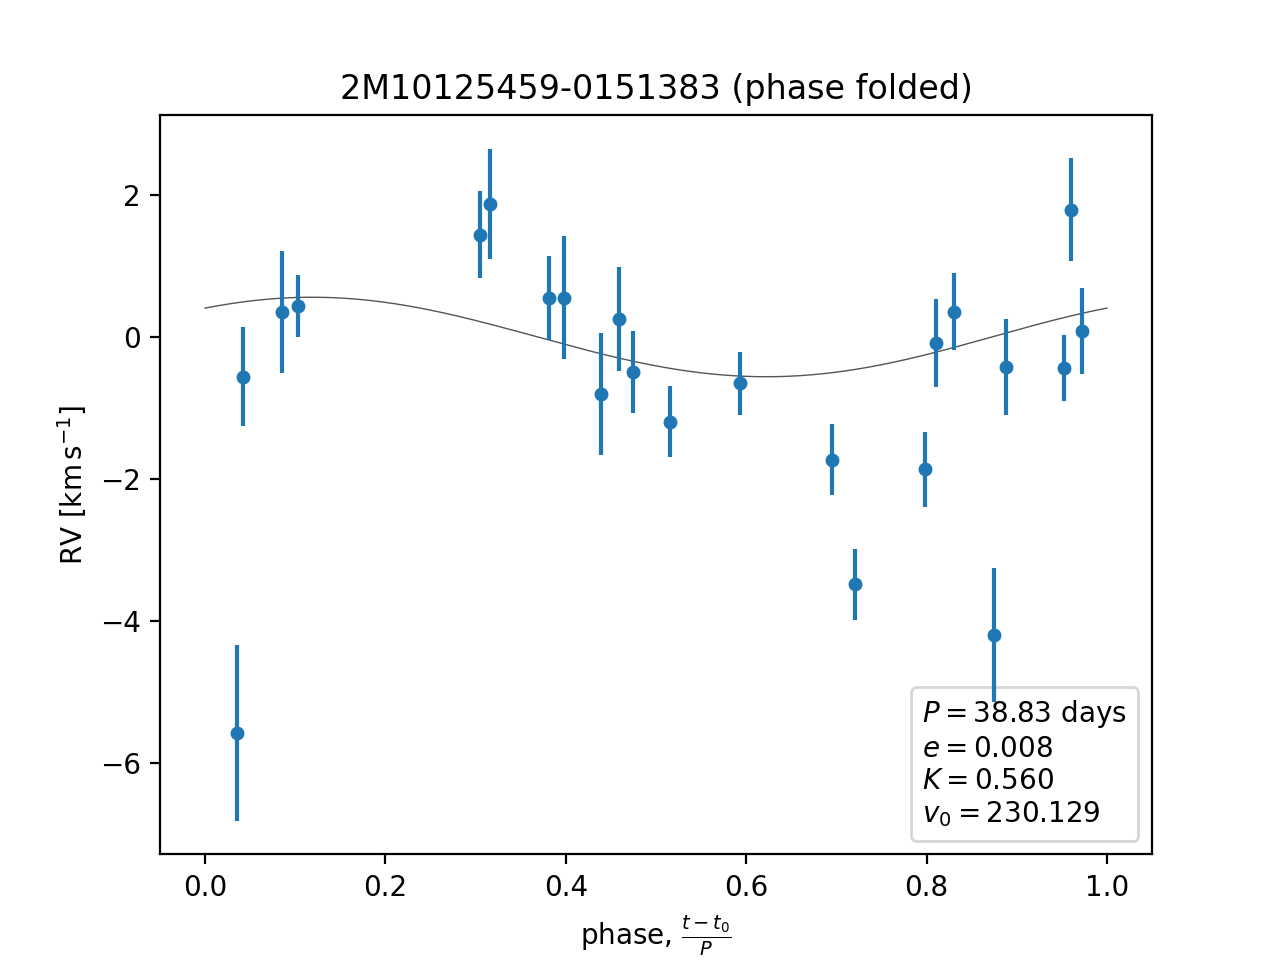 2M10125459-0151383 (phase folded)
RV [km s⁻¹]
2
0
−2
−4
−6
P = 38.83 days
e = 0.008
K = 0.560
v₀ = 230.129
0.0 0.2 0.4 0.6 0.8 1.0
phase, (t − t₀)/P